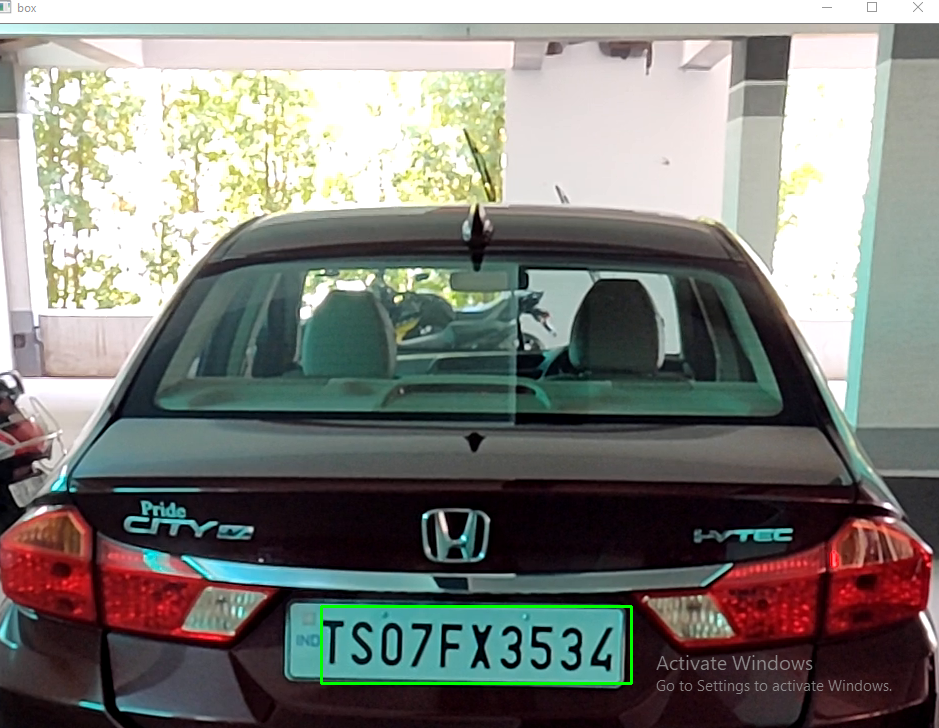 box
Pride
CITY
i-VTEC
IND
TS07FX3534
Activate Windows
Go to Settings to activate Windows.